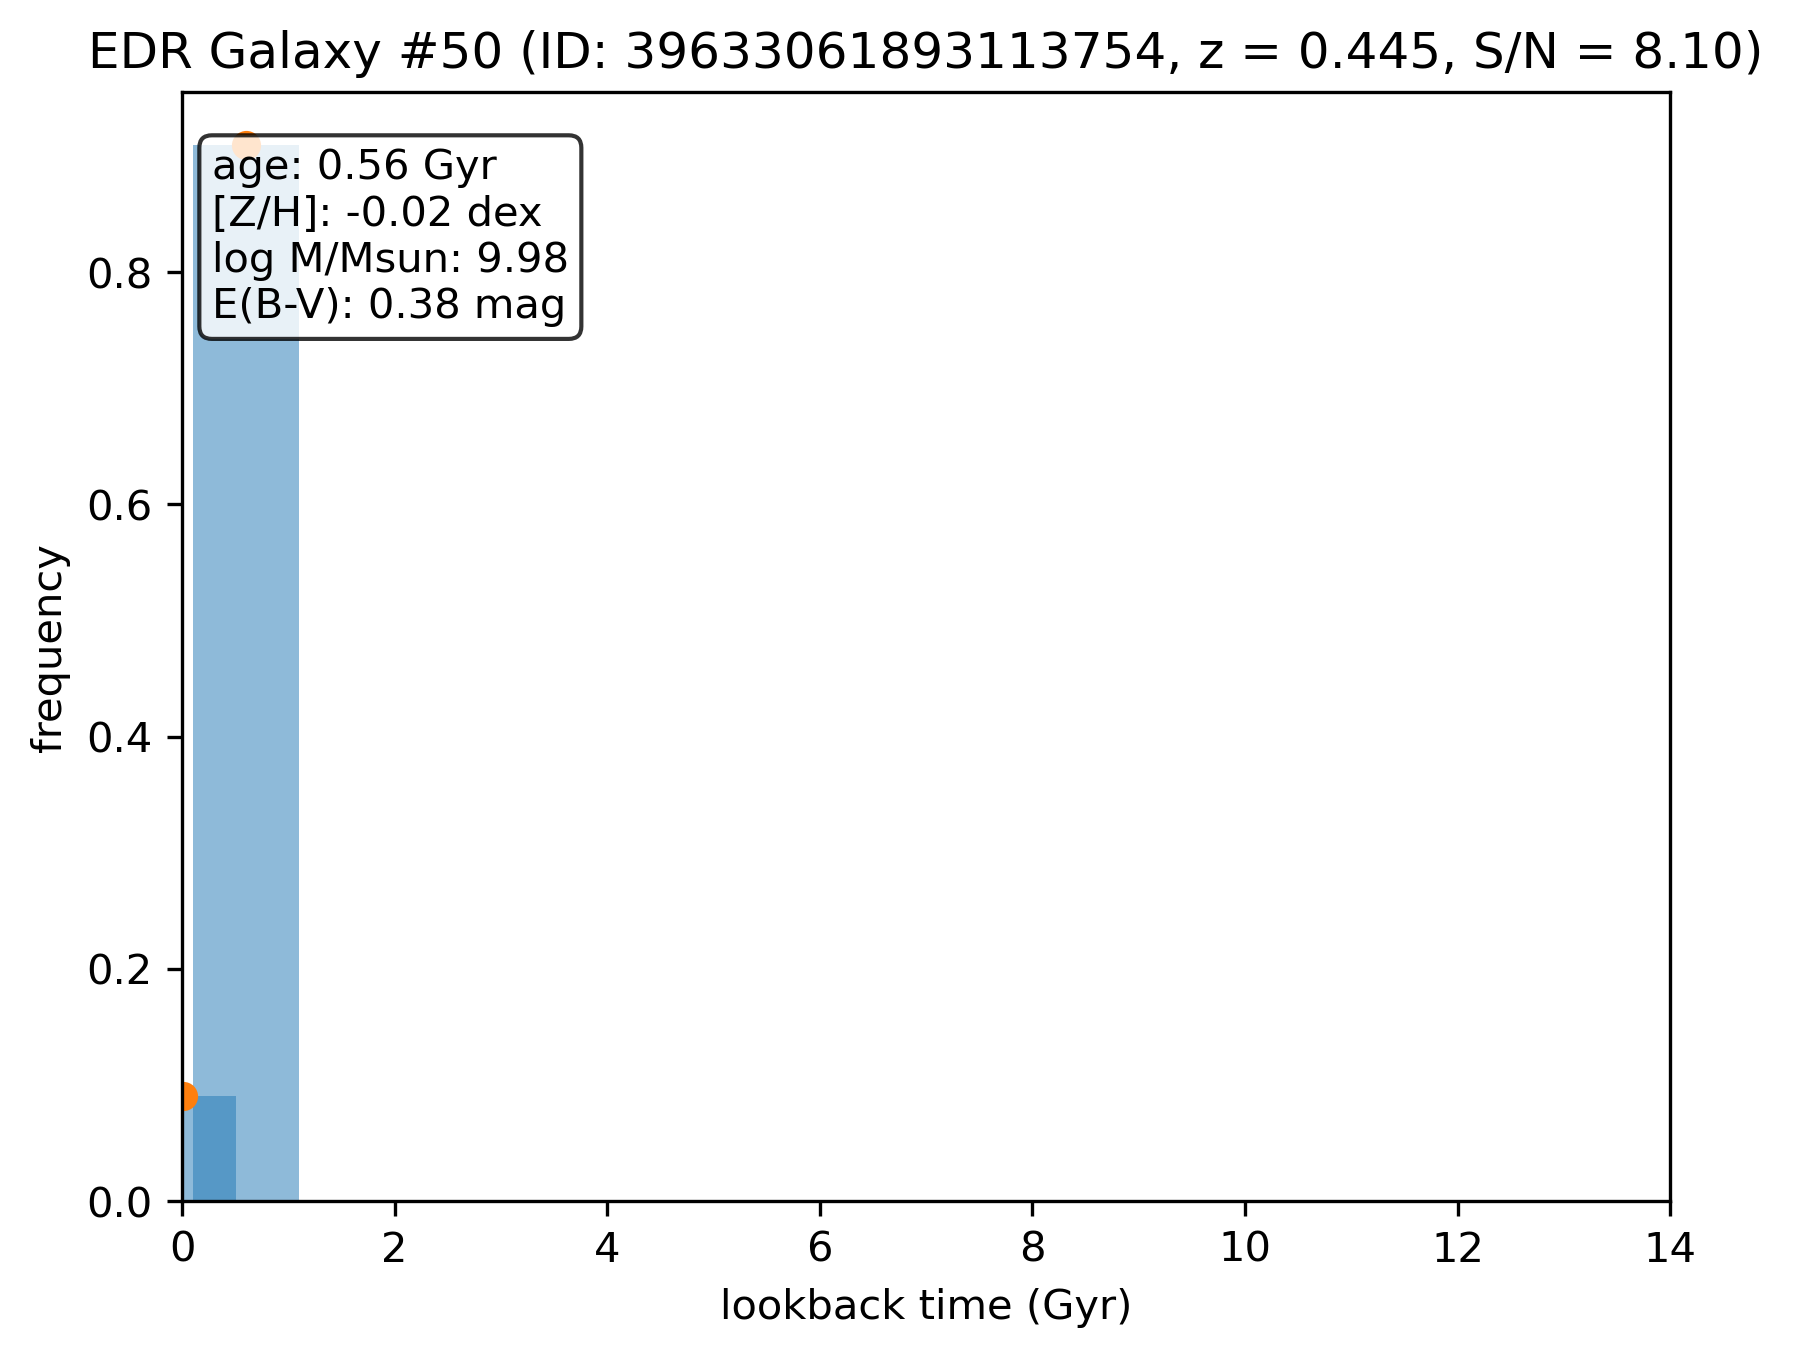 EDR Galaxy #50 (ID: 39633061893113754, z = 0.445, S/N = 8.10)
age: 0.56 Gyr
[Z/H]: -0.02 dex
log M/Msun: 9.98
E(B-V): 0.38 mag
frequency
0.8
0.6
0.4
0.2
0.0
0 2 4 6 8 10 12 14
lookback time (Gyr)